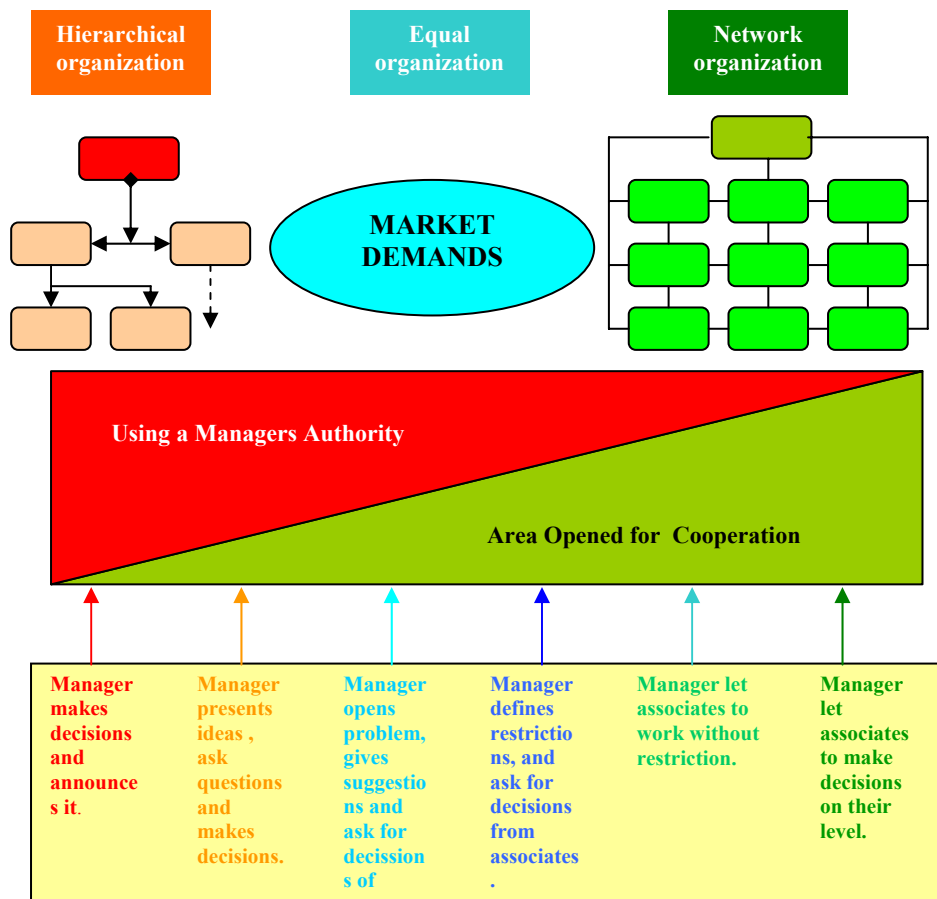 Hierarchical
organization
Equal
organization
Network
organization
MARKET
DEMANDS
Using a Managers Authority
Area Opened for Cooperation
Manager
makes
decisions
and
announce
s it.
Manager
presents
ideas ,
ask
questions
and
makes
decisions.
Manager
opens
problem,
gives
suggestio
ns and
ask for
decission
s of
Manager
defines
restrictio
ns, and
ask for
decisions
from
associates
.
Manager let
associates to
work without
restriction.
Manager
let
associates
to make
decisions
on their
level.